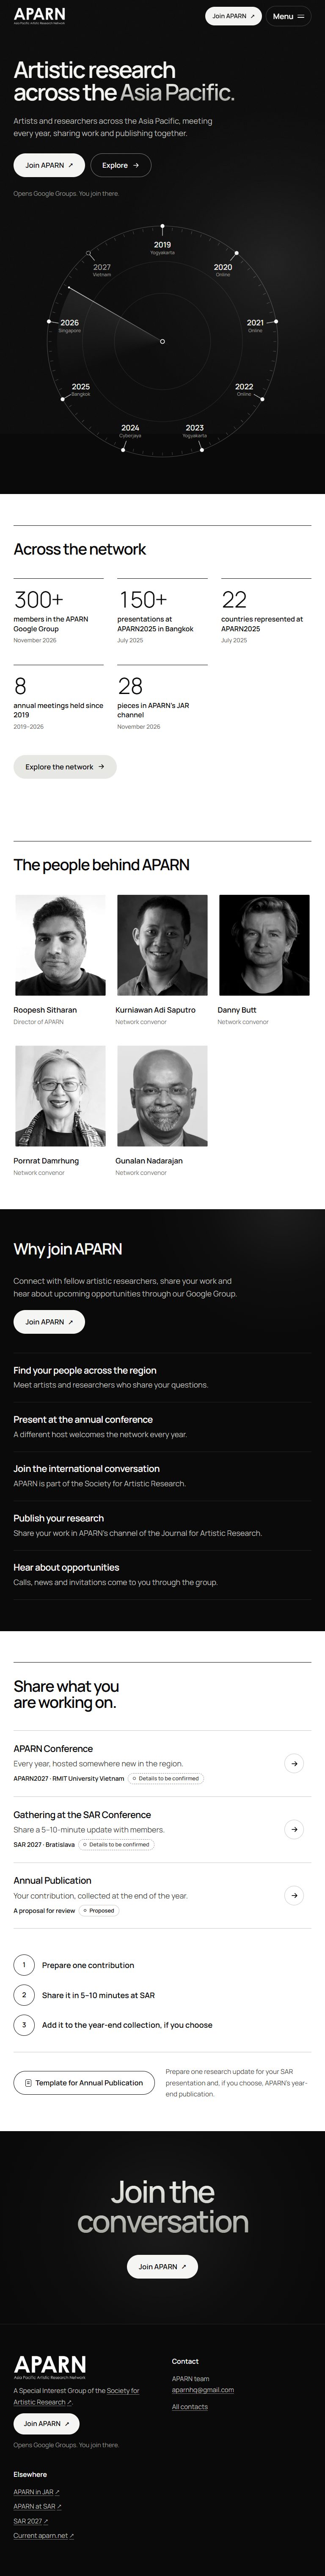 APARN
Asia Pacific Artistic Research Network
Join APARN ↗
Menu
Artistic research
across the Asia Pacific.
Artists and researchers across the Asia Pacific, meeting
every year, sharing work and publishing together.
Join APARN ↗
Explore →
Opens Google Groups. You join there.
2019
Yogyakarta
2020
Online
2021
Online
2022
Online
2023
Yogyakarta
2024
Cyberjaya
2025
Bangkok
2026
Singapore
2027
Vietnam
Across the network
300+
members in the APARN
Google Group
November 2026
150+
presentations at
APARN2025 in Bangkok
July 2025
22
countries represented at
APARN2025
July 2025
8
annual meetings held since
2019
2019–2026
28
pieces in APARN's JAR
channel
November 2026
Explore the network →
The people behind APARN
Roopesh Sitharan
Director of APARN
Kurniawan Adi Saputro
Network convenor
Danny Butt
Network convenor
Pornrat Damrhung
Network convenor
Gunalan Nadarajan
Network convenor
Why join APARN
Connect with fellow artistic researchers, share your work and
hear about upcoming opportunities through our Google Group.
Join APARN ↗
Find your people across the region
Meet artists and researchers who share your questions.
Present at the annual conference
A different host welcomes the network every year.
Join the international conversation
APARN is part of the Society for Artistic Research.
Publish your research
Share your work in APARN's channel of the Journal for Artistic Research.
Hear about opportunities
Calls, news and invitations come to you through the group.
Share what you
are working on.
APARN Conference
Every year, hosted somewhere new in the region.
APARN2027 · RMIT University Vietnam
Details to be confirmed
Gathering at the SAR Conference
Share a 5–10-minute update with members.
SAR 2027 · Bratislava
Details to be confirmed
Annual Publication
Your contribution, collected at the end of the year.
A proposal for review
Proposed
1 Prepare one contribution
2 Share it in 5–10 minutes at SAR
3 Add it to the year-end collection, if you choose
Template for Annual Publication
Prepare one research update for your SAR
presentation and, if you choose, APARN's year-
end publication.
Join the
conversation
Join APARN ↗
APARN
Asia Pacific Artistic Research Network
A Special Interest Group of the Society for
Artistic Research ↗.
Join APARN ↗
Opens Google Groups. You join there.
Contact
APARN team
aparnhq@gmail.com
All contacts
Elsewhere
APARN in JAR ↗
APARN at SAR ↗
SAR 2027 ↗
Current aparn.net ↗